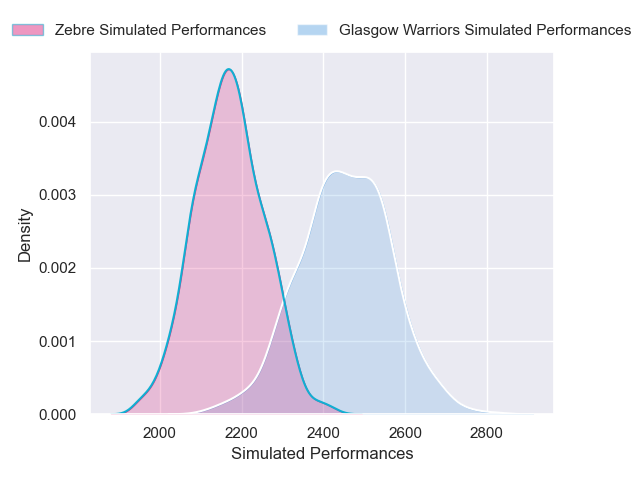 Zebre Simulated Performances Glasgow Warriors Simulated Performances
0.004
0.003
0.002
0.001
0.000
Density
2000 2200 2400 2600 2800
Simulated Performances